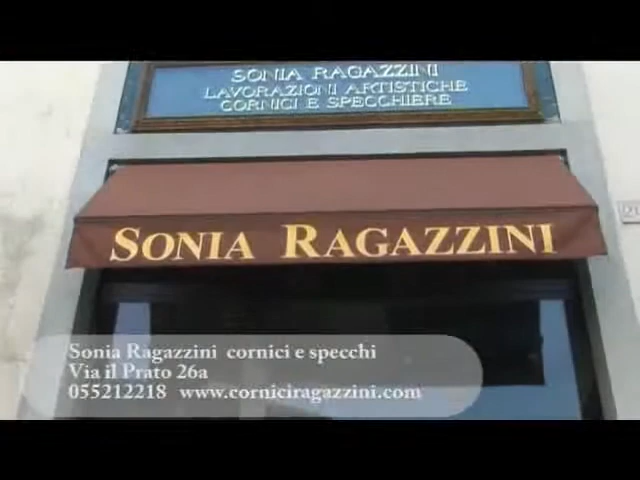 SONIA RAGAZZINI
LAVORAZIONI ARTISTICHE
CORNICI E SPECCHIERE
SONIA RAGAZZINI
Sonia Ragazzini cornici e specchi
Via il Prato 26a
055212218 www.corniciragazzini.com